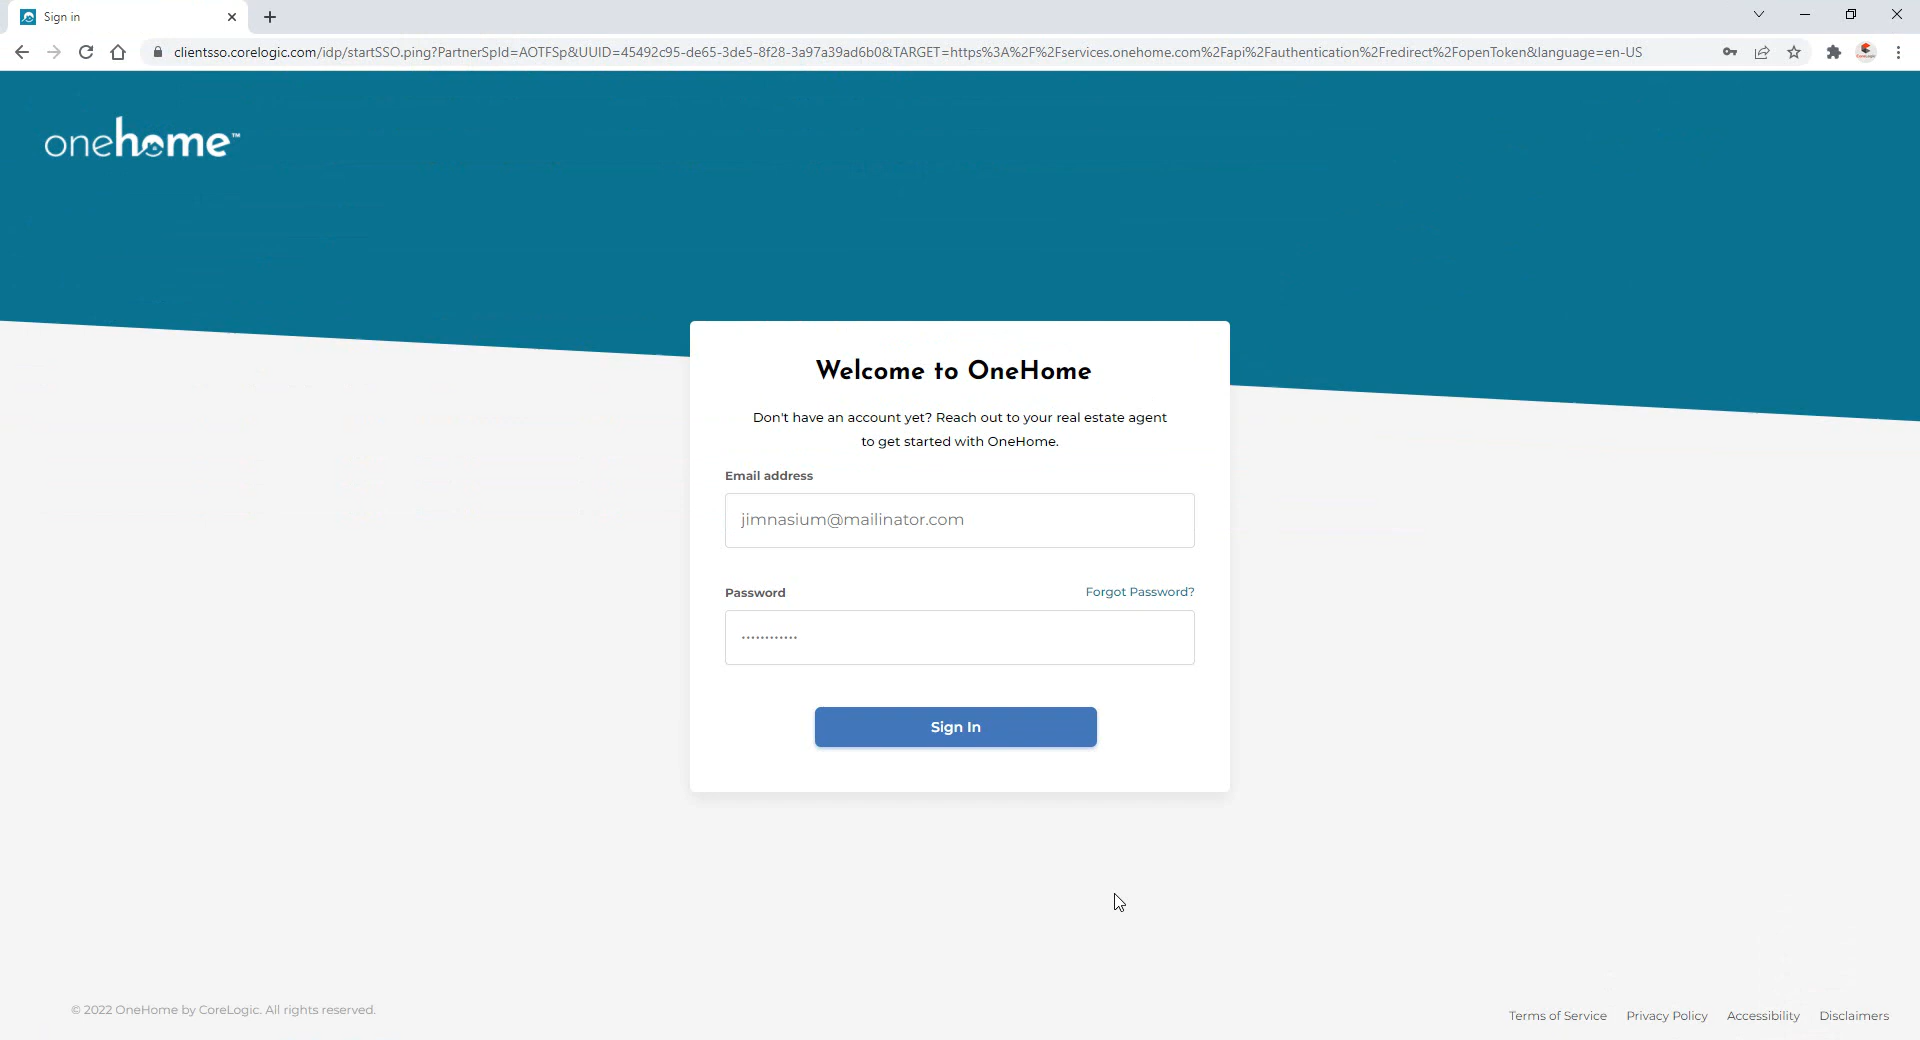 Sign in
clientsso.corelogic.com/idp/startSSO.ping?PartnerSpId=AOTFSp&UUID=45492c95-de65-3de5-8f28-3a97a39ad6b0&TARGET=https%3A%2F%2Fservices.onehome.com%2Fapi%2Fauthentication%2Fredirect%2FopenToken&language=en-US
onehome™
Welcome to OneHome
Don't have an account yet? Reach out to your real estate agent
to get started with OneHome.
Email address
jimnasium@mailinator.com
Password Forgot Password?
............
Sign In
© 2022 OneHome by CoreLogic. All rights reserved.
Terms of Service Privacy Policy Accessibility Disclaimers